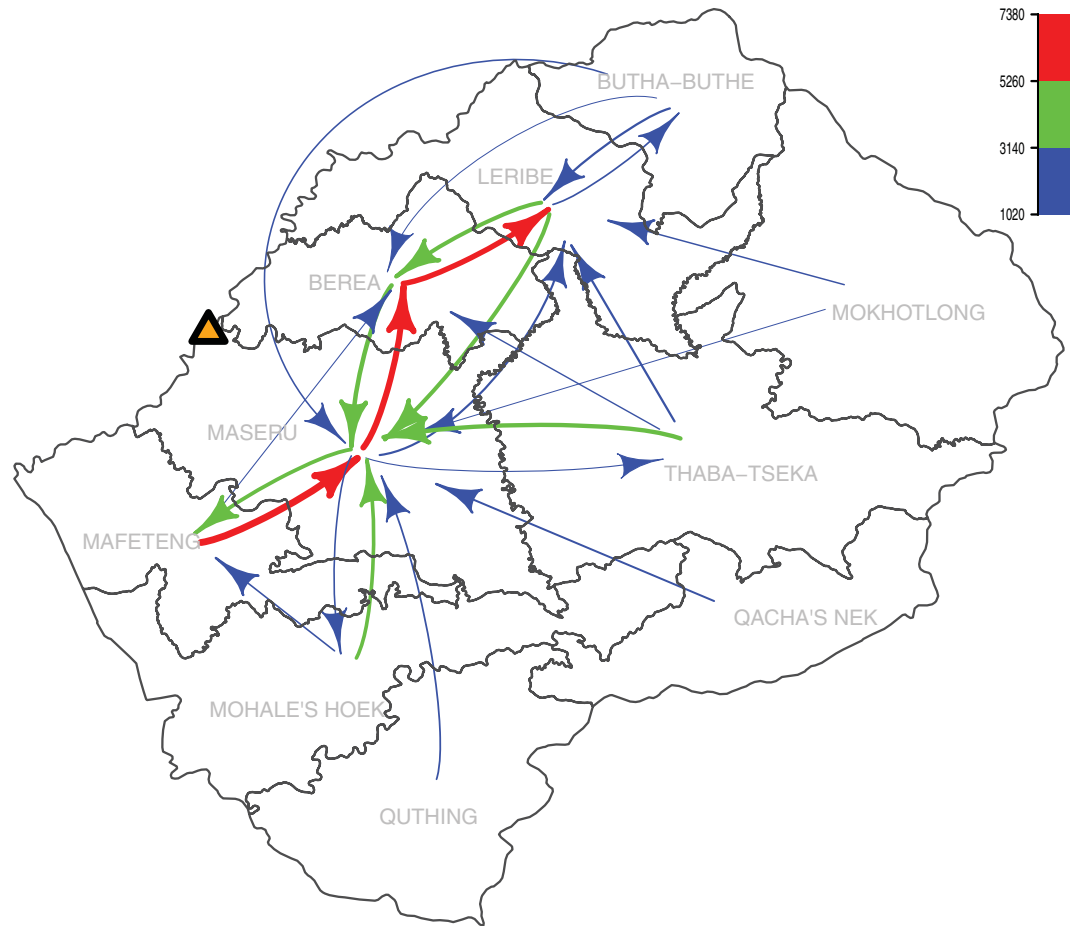 7380
5260
3140
1020
BUTHA−BUTHE
LERIBE
BEREA
MOKHOTLONG
MASERU
THABA−TSEKA
MAFETENG
QACHA'S NEK
MOHALE'S HOEK
QUTHING